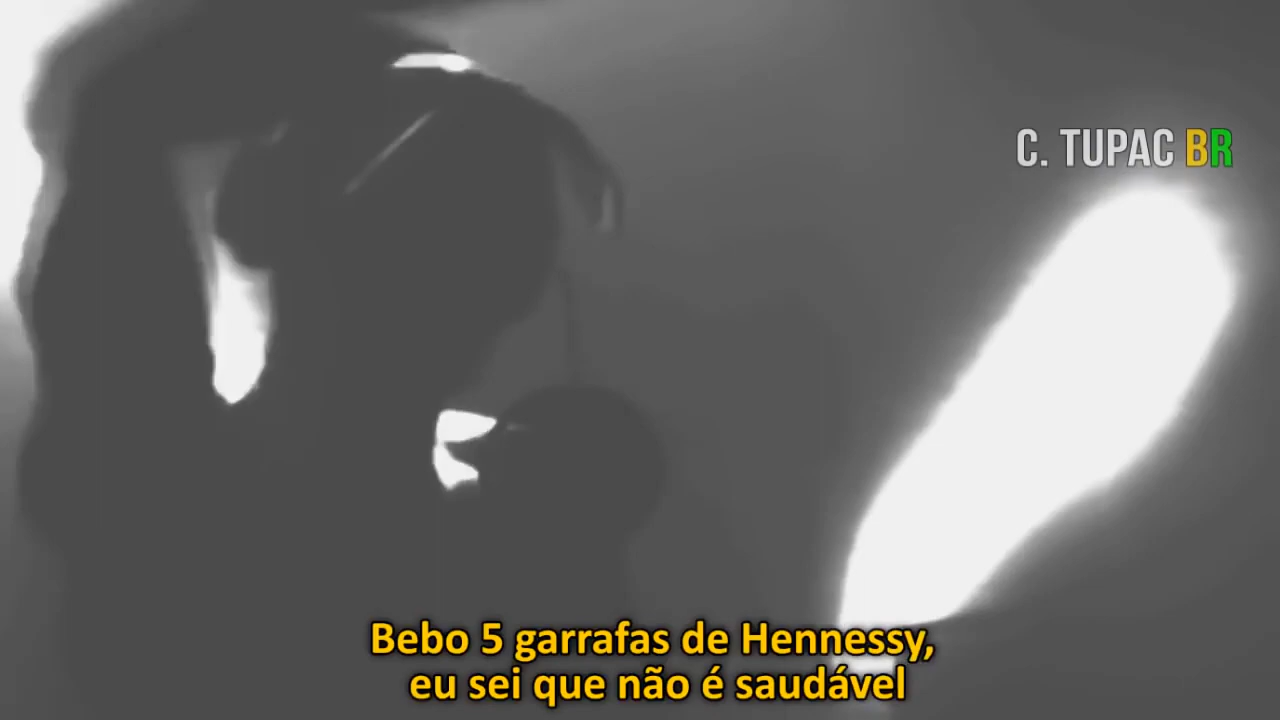 C. TUPAC BR
Bebo 5 garrafas de Hennessy,
eu sei que não é saudável